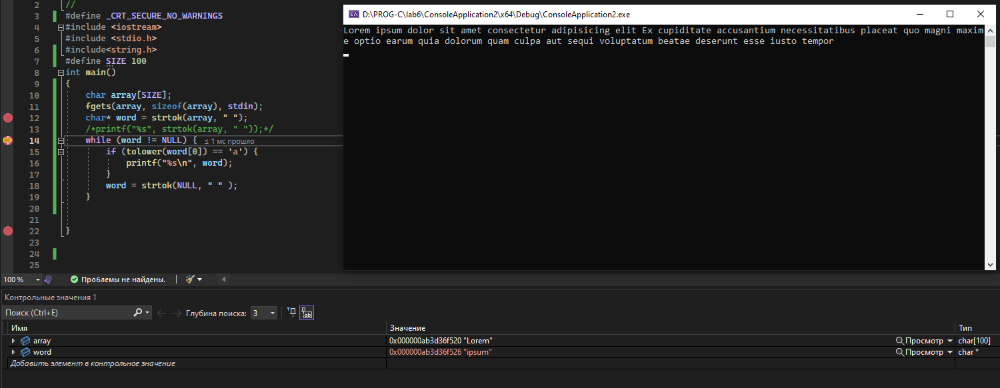 2 //
3 #define _CRT_SECURE_NO_WARNINGS
4 #include <iostream>
5 #include <stdio.h>
6 #include<string.h>
7 #define SIZE 100
8 int main()
9 {
10 char array[SIZE];
11 fgets(array, sizeof(array), stdin);
12 char* word = strtok(array, " ");
13 /*printf("%s", strtok(array, " "));*/
14 while (word != NULL) { ≤ 1 мс прошло
15 if (tolower(word[0]) == 'a') {
16 printf("%s\n", word);
17 }
18 word = strtok(NULL, " " );
19 }
20
21
22 }
23
24
25
C:\ D:\PROG-C\lab6\ConsoleApplication2\x64\Debug\ConsoleApplication2.exe
Lorem ipsum dolor sit amet consectetur adipisicing elit Ex cupiditate accusantium necessitatibus placeat quo magni maxim
e optio earum quia dolorum quam culpa aut sequi voluptatum beatae deserunt esse iusto tempor
100 % Проблемы не найдены.
Контрольные значения 1
Поиск (Ctrl+E) Глубина поиска: 3
Имя Значение Тип
array 0x000000ab3d36f520 "Lorem" Просмотр char[100]
word 0x000000ab3d36f526 "ipsum" Просмотр char *
Добавить элемент в контрольное значение